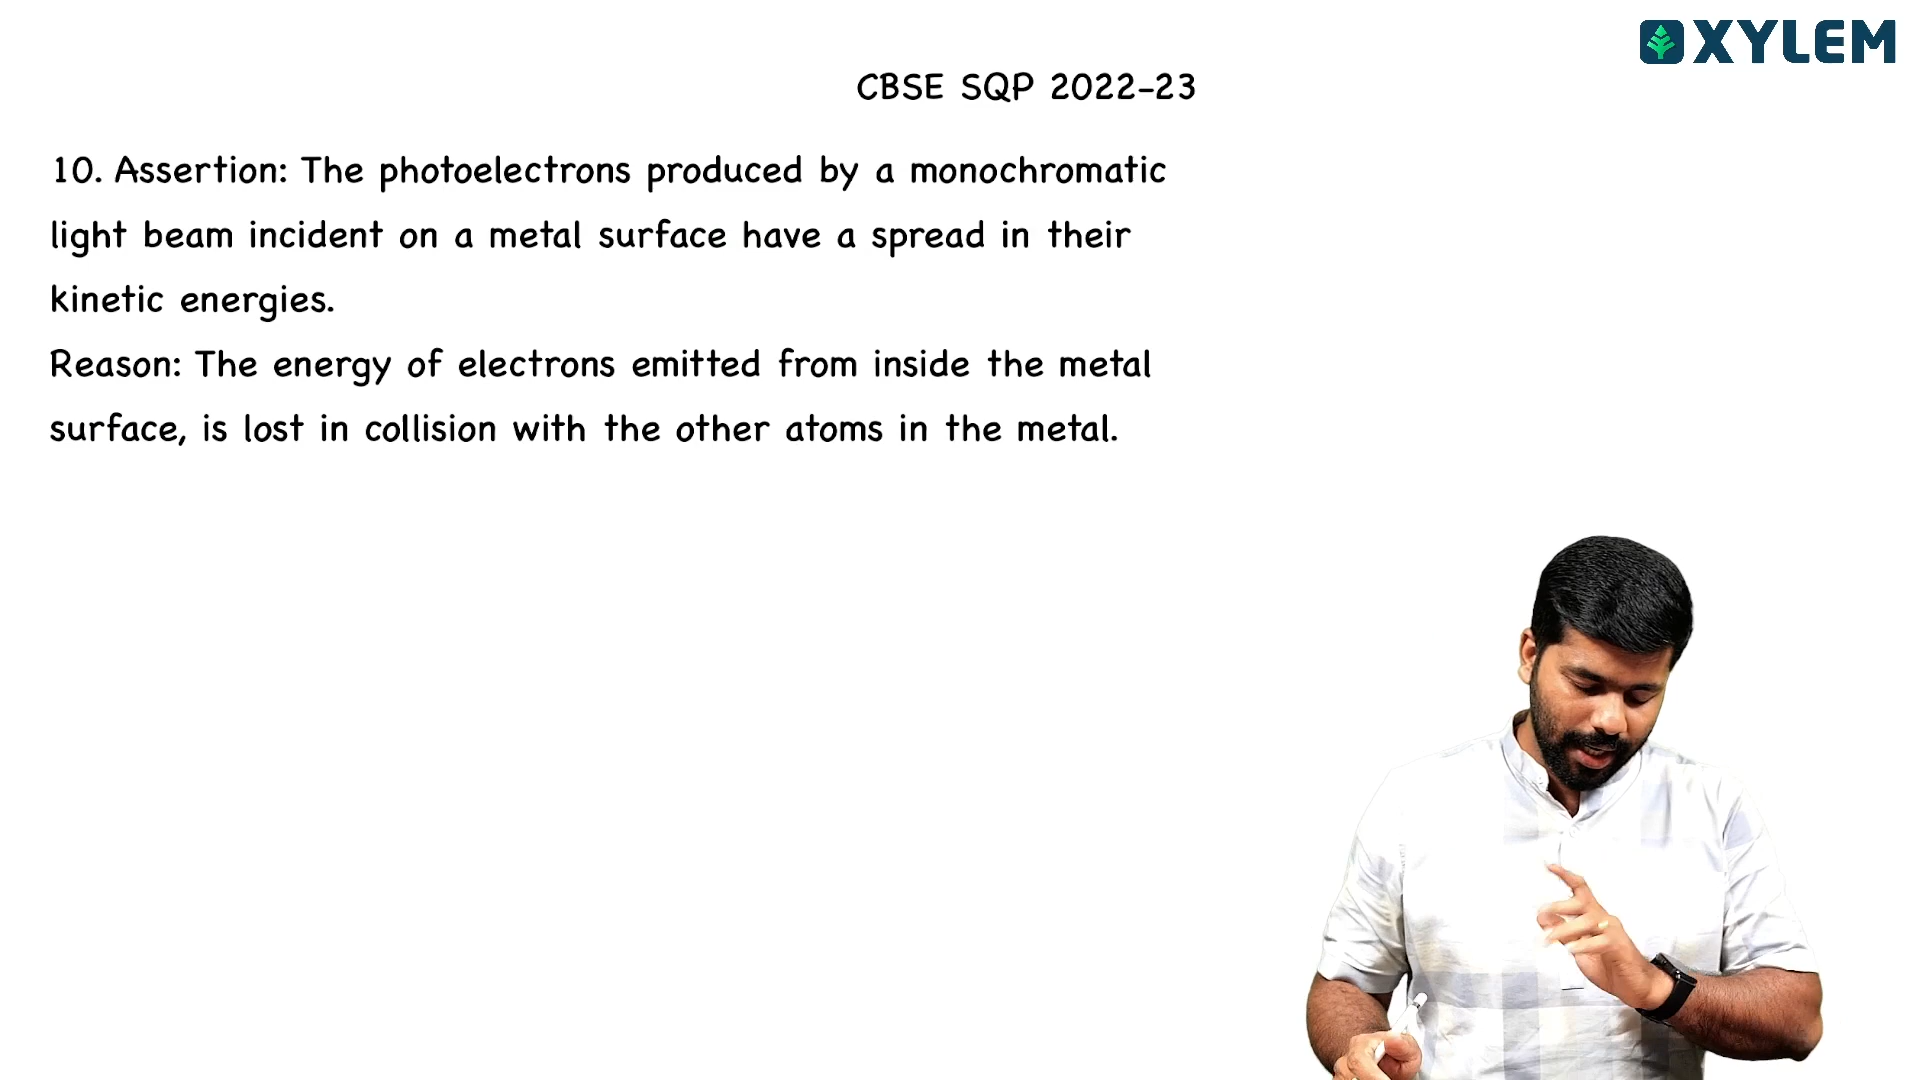 XYLEM
CBSE SQP 2022-23
10. Assertion: The photoelectrons produced by a monochromatic
light beam incident on a metal surface have a spread in their
kinetic energies.
Reason: The energy of electrons emitted from inside the metal
surface, is lost in collision with the other atoms in the metal.